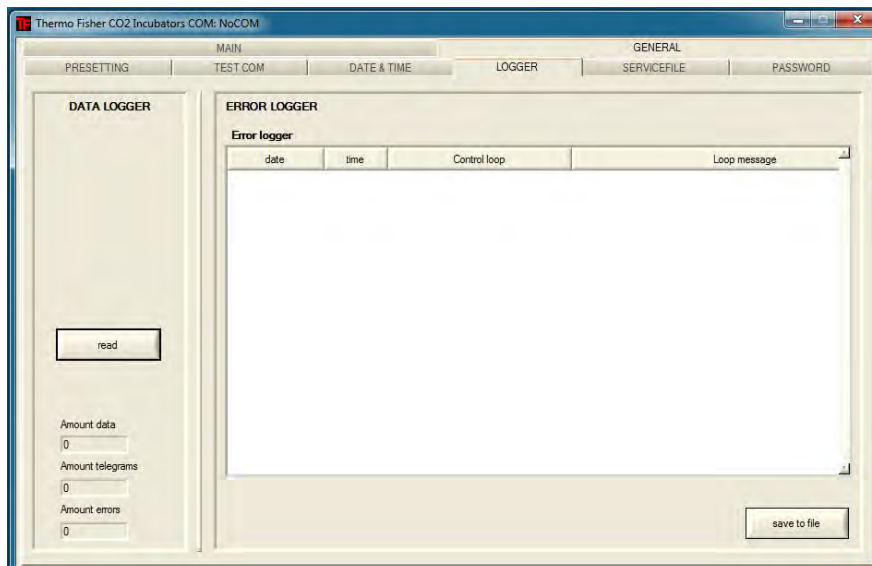 TF Thermo Fisher CO2 Incubators COM: NoCOM
MAIN GENERAL
PRESETTING TEST COM DATE & TIME LOGGER SERVICEFILE PASSWORD
DATA LOGGER
read
Amount data
0
Amount telegrams
0
Amount errors
0
ERROR LOGGER
Error logger
date time Control loop Loop message
save to file